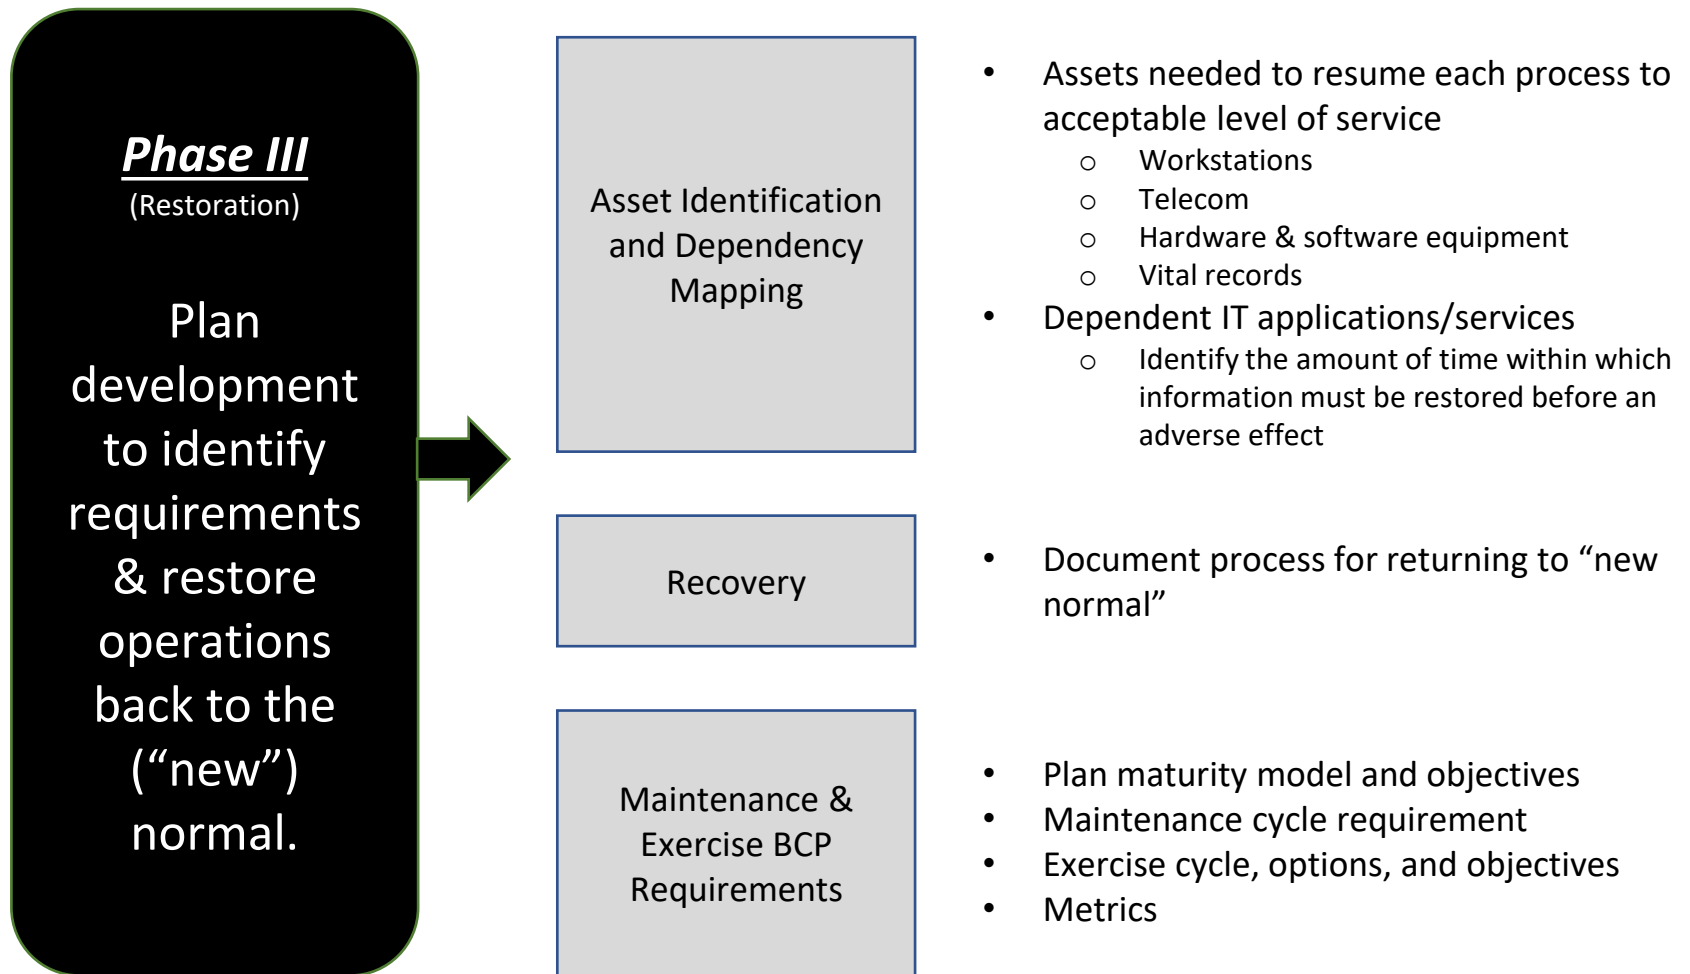 Phase III
(Restoration)
Plan
development
to identify
requirements
& restore
operations
back to the
(“new”)
normal.
Asset Identification
and Dependency
Mapping
• Assets needed to resume each process to
acceptable level of service
o Workstations
o Telecom
o Hardware & software equipment
o Vital records
• Dependent IT applications/services
o Identify the amount of time within which
information must be restored before an
adverse effect
Recovery
• Document process for returning to “new
normal”
Maintenance &
Exercise BCP
Requirements
• Plan maturity model and objectives
• Maintenance cycle requirement
• Exercise cycle, options, and objectives
• Metrics